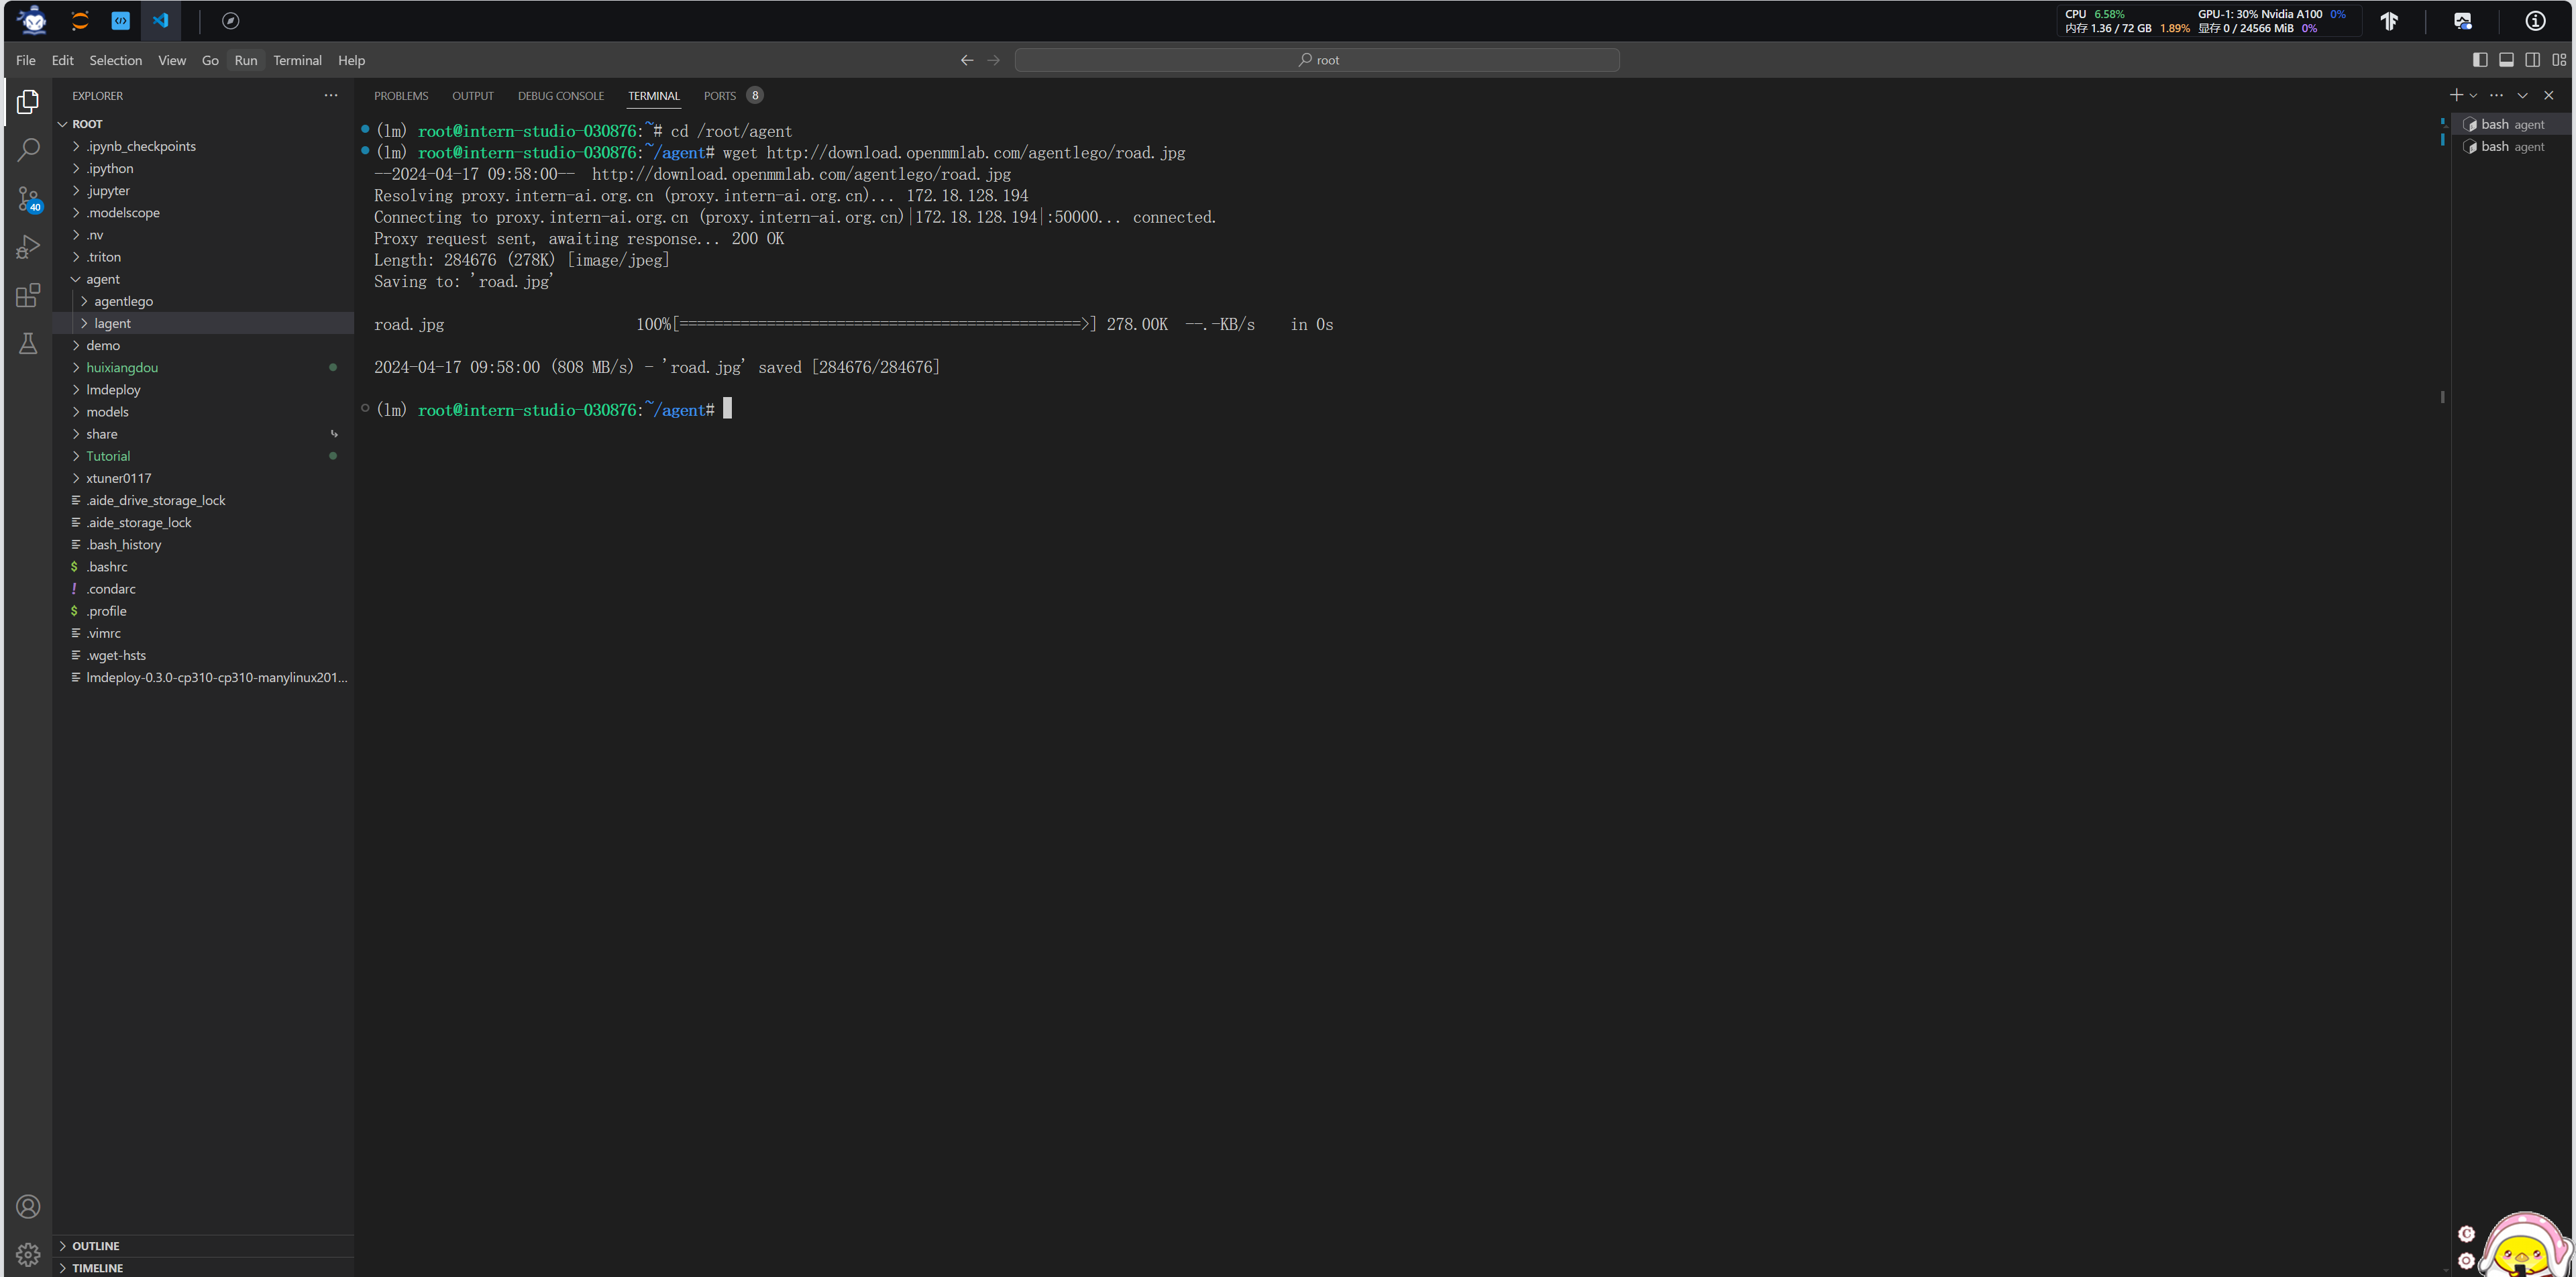 CPU 6.58% GPU-1: 30% Nvidia A100 0%
内存 1.36 / 72 GB 1.89% 显存 0 / 24566 MiB 0%
File Edit Selection View Go Run Terminal Help
root
EXPLORER
ROOT
.ipynb_checkpoints
.ipython
.jupyter
.modelscope
.nv
.triton
agent
agentlego
lagent
demo
huixiangdou
lmdeploy
models
share
Tutorial
xtuner0117
.aide_drive_storage_lock
.aide_storage_lock
.bash_history
$ .bashrc
! .condarc
$ .profile
.vimrc
.wget-hsts
lmdeploy-0.3.0-cp310-cp310-manylinux201...
OUTLINE
TIMELINE
40
PROBLEMS OUTPUT DEBUG CONSOLE TERMINAL PORTS 8
(lm) root@intern-studio-030876:~# cd /root/agent
(lm) root@intern-studio-030876:~/agent# wget http://download.openmmlab.com/agentlego/road.jpg
--2024-04-17 09:58:00--  http://download.openmmlab.com/agentlego/road.jpg
Resolving proxy.intern-ai.org.cn (proxy.intern-ai.org.cn)... 172.18.128.194
Connecting to proxy.intern-ai.org.cn (proxy.intern-ai.org.cn)|172.18.128.194|:50000... connected.
Proxy request sent, awaiting response... 200 OK
Length: 284676 (278K) [image/jpeg]
Saving to: 'road.jpg'
road.jpg 100%[==============================================>] 278.00K --.-KB/s in 0s
2024-04-17 09:58:00 (808 MB/s) - 'road.jpg' saved [284676/284676]
(lm) root@intern-studio-030876:~/agent#
bash agent
bash agent